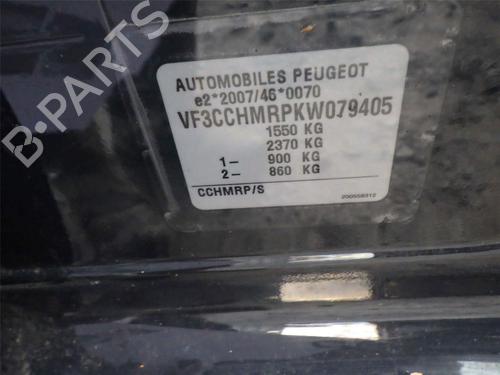 AUTOMOBILES PEUGEOT
e2*2007/46*0070
VF3CCHMRPKW079405
1550 KG
2370 KG
1- 900 KG
2- 860 KG
CCHMRP/S
B-PARTS